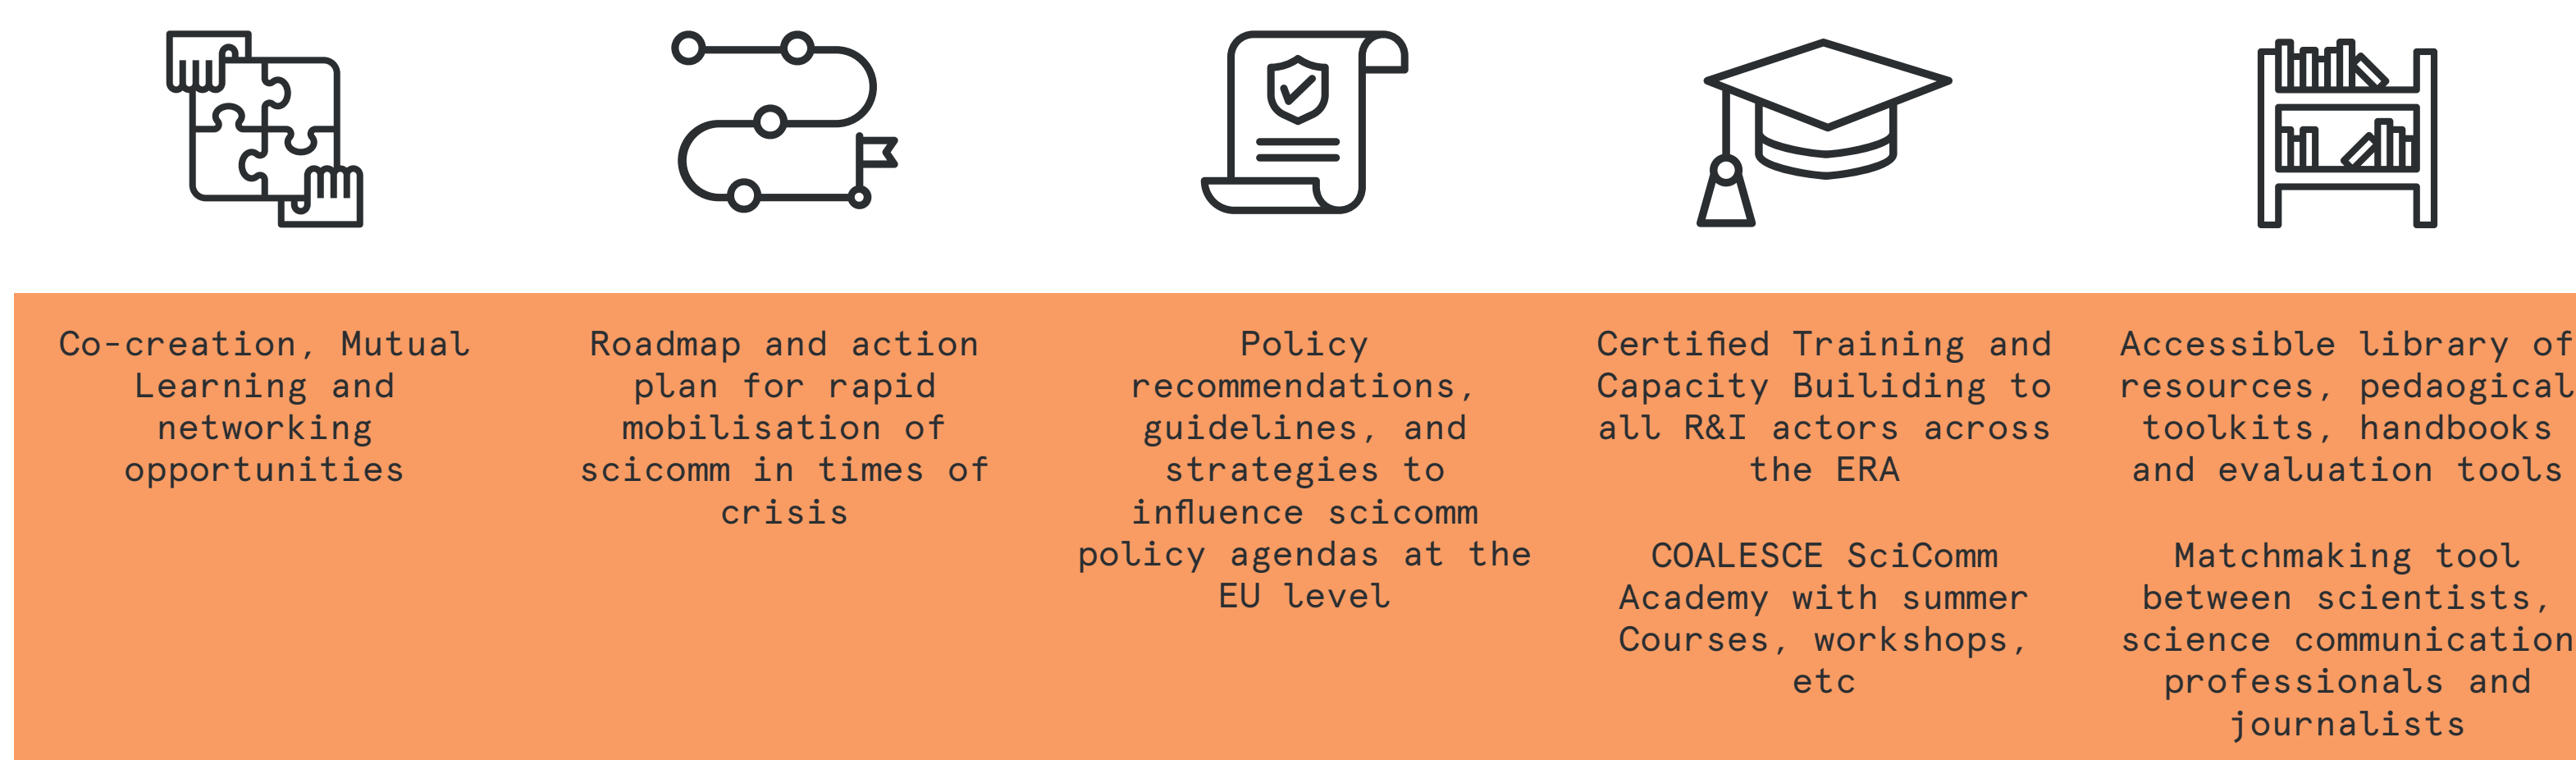 Co-creation, Mutual
Learning and
networking
opportunities
Roadmap and action
plan for rapid
mobilisation of
scicomm in times of
crisis
Policy
recommendations,
guidelines, and
strategies to
influence scicomm
policy agendas at the
EU level
Certified Training and
Capacity Builiding to
all R&I actors across
the ERA
COALESCE SciComm
Academy with summer
Courses, workshops,
etc
Accessible library of
resources, pedaogical
toolkits, handbooks
and evaluation tools
Matchmaking tool
between scientists,
science communication
professionals and
journalists